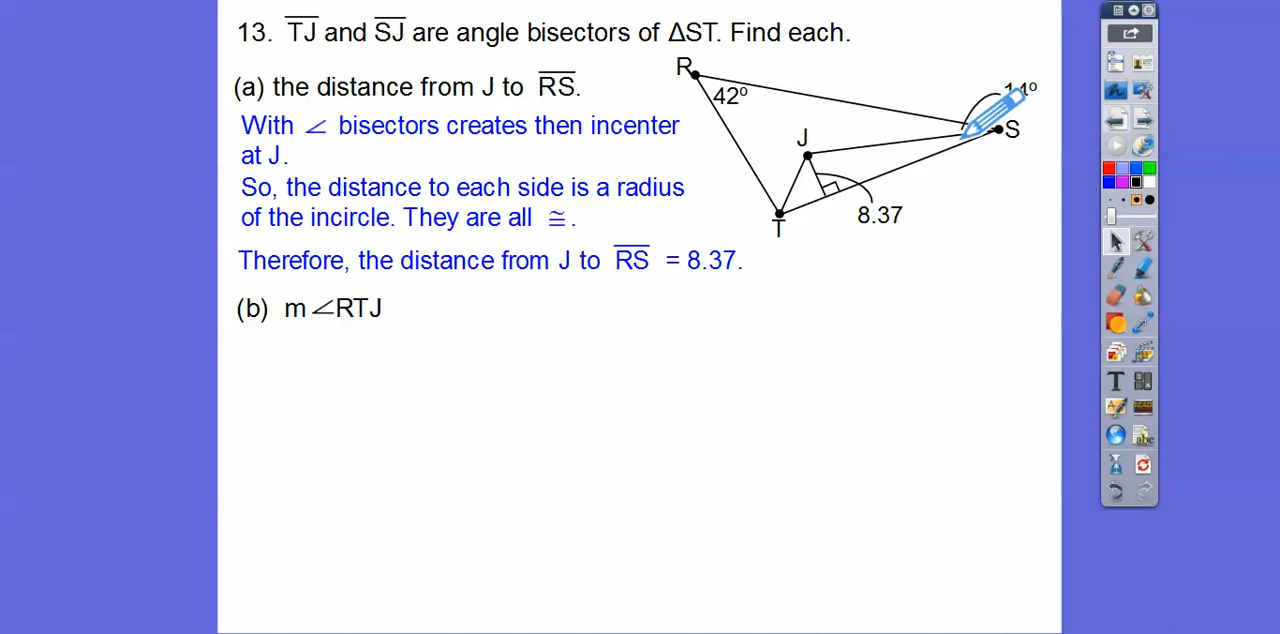 13. TJ and SJ are angle bisectors of ΔST. Find each.
(a) the distance from J to RS.
With ∠ bisectors creates then incenter
at J.
So, the distance to each side is a radius
of the incircle. They are all ≅.
Therefore, the distance from J to RS = 8.37.
(b) m∠RTJ
R
42º
J
S
T
8.37